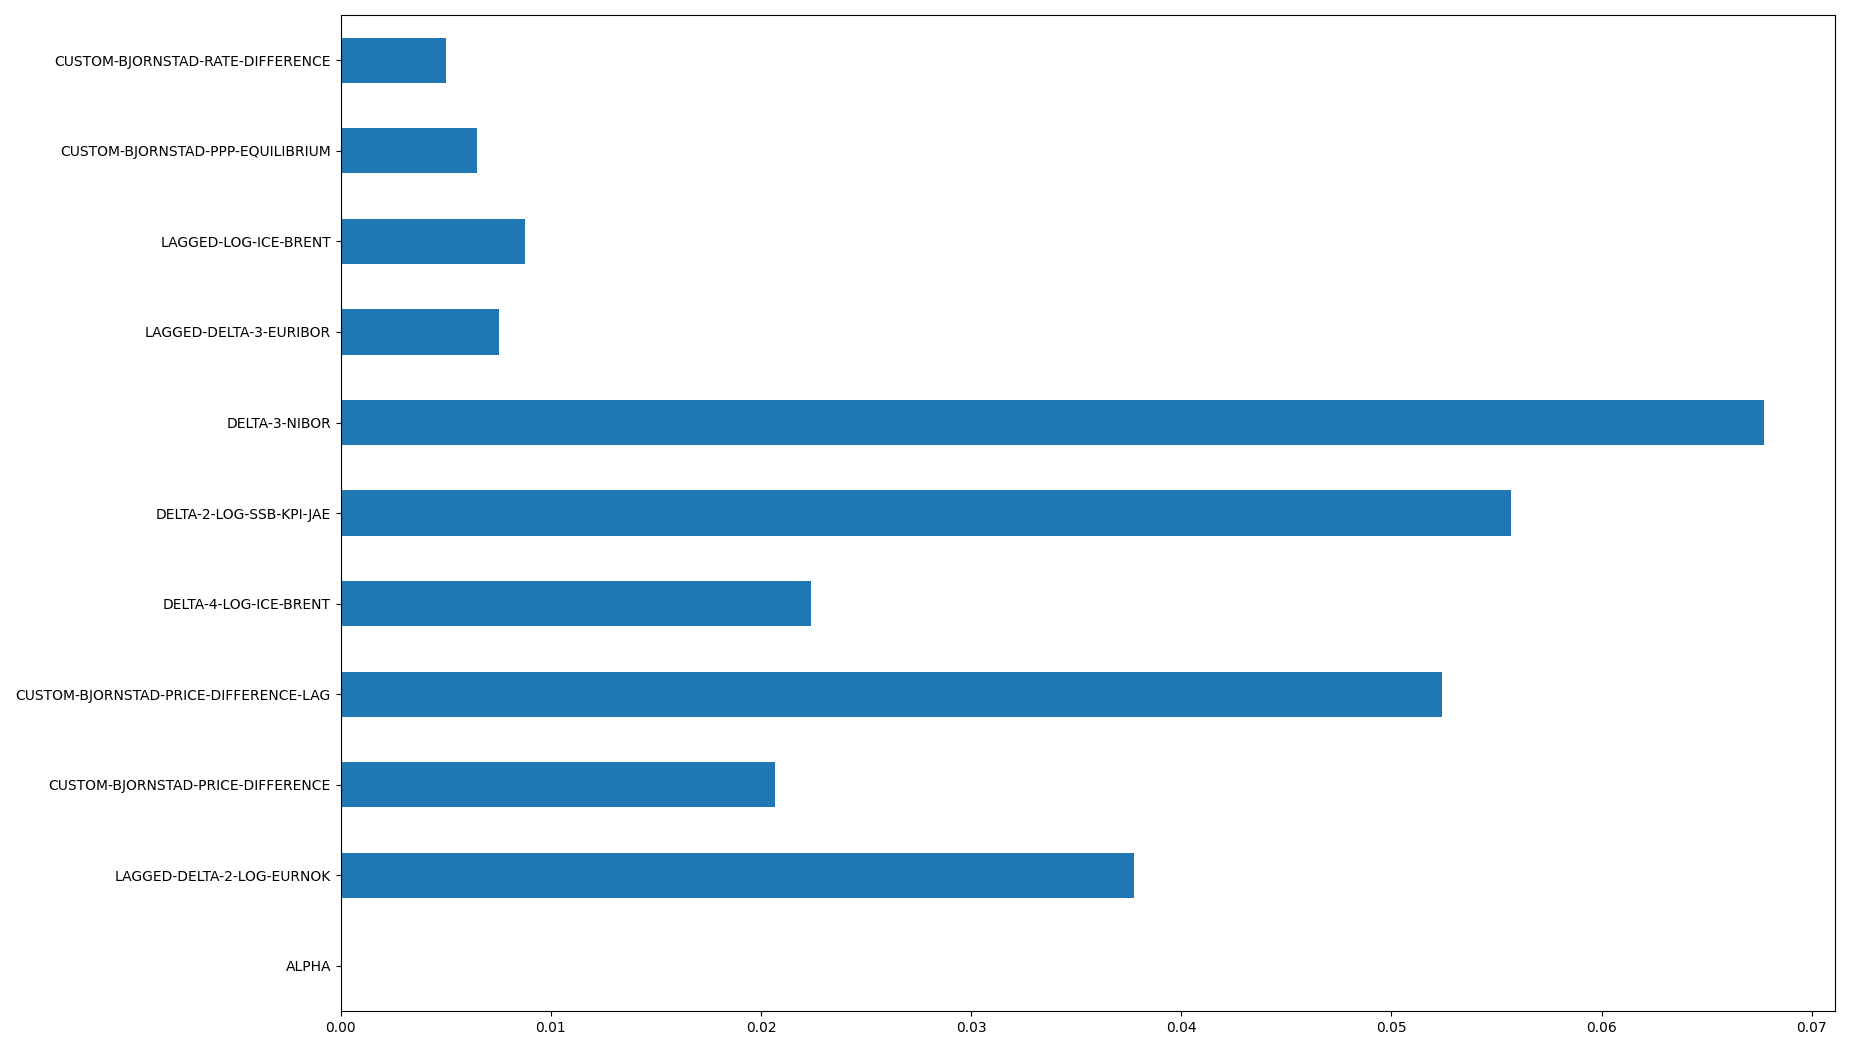 CUSTOM-BJORNSTAD-RATE-DIFFERENCE
CUSTOM-BJORNSTAD-PPP-EQUILIBRIUM
LAGGED-LOG-ICE-BRENT
LAGGED-DELTA-3-EURIBOR
DELTA-3-NIBOR
DELTA-2-LOG-SSB-KPI-JAE
DELTA-4-LOG-ICE-BRENT
CUSTOM-BJORNSTAD-PRICE-DIFFERENCE-LAG
CUSTOM-BJORNSTAD-PRICE-DIFFERENCE
LAGGED-DELTA-2-LOG-EURNOK
ALPHA
0.00 0.01 0.02 0.03 0.04 0.05 0.06 0.07